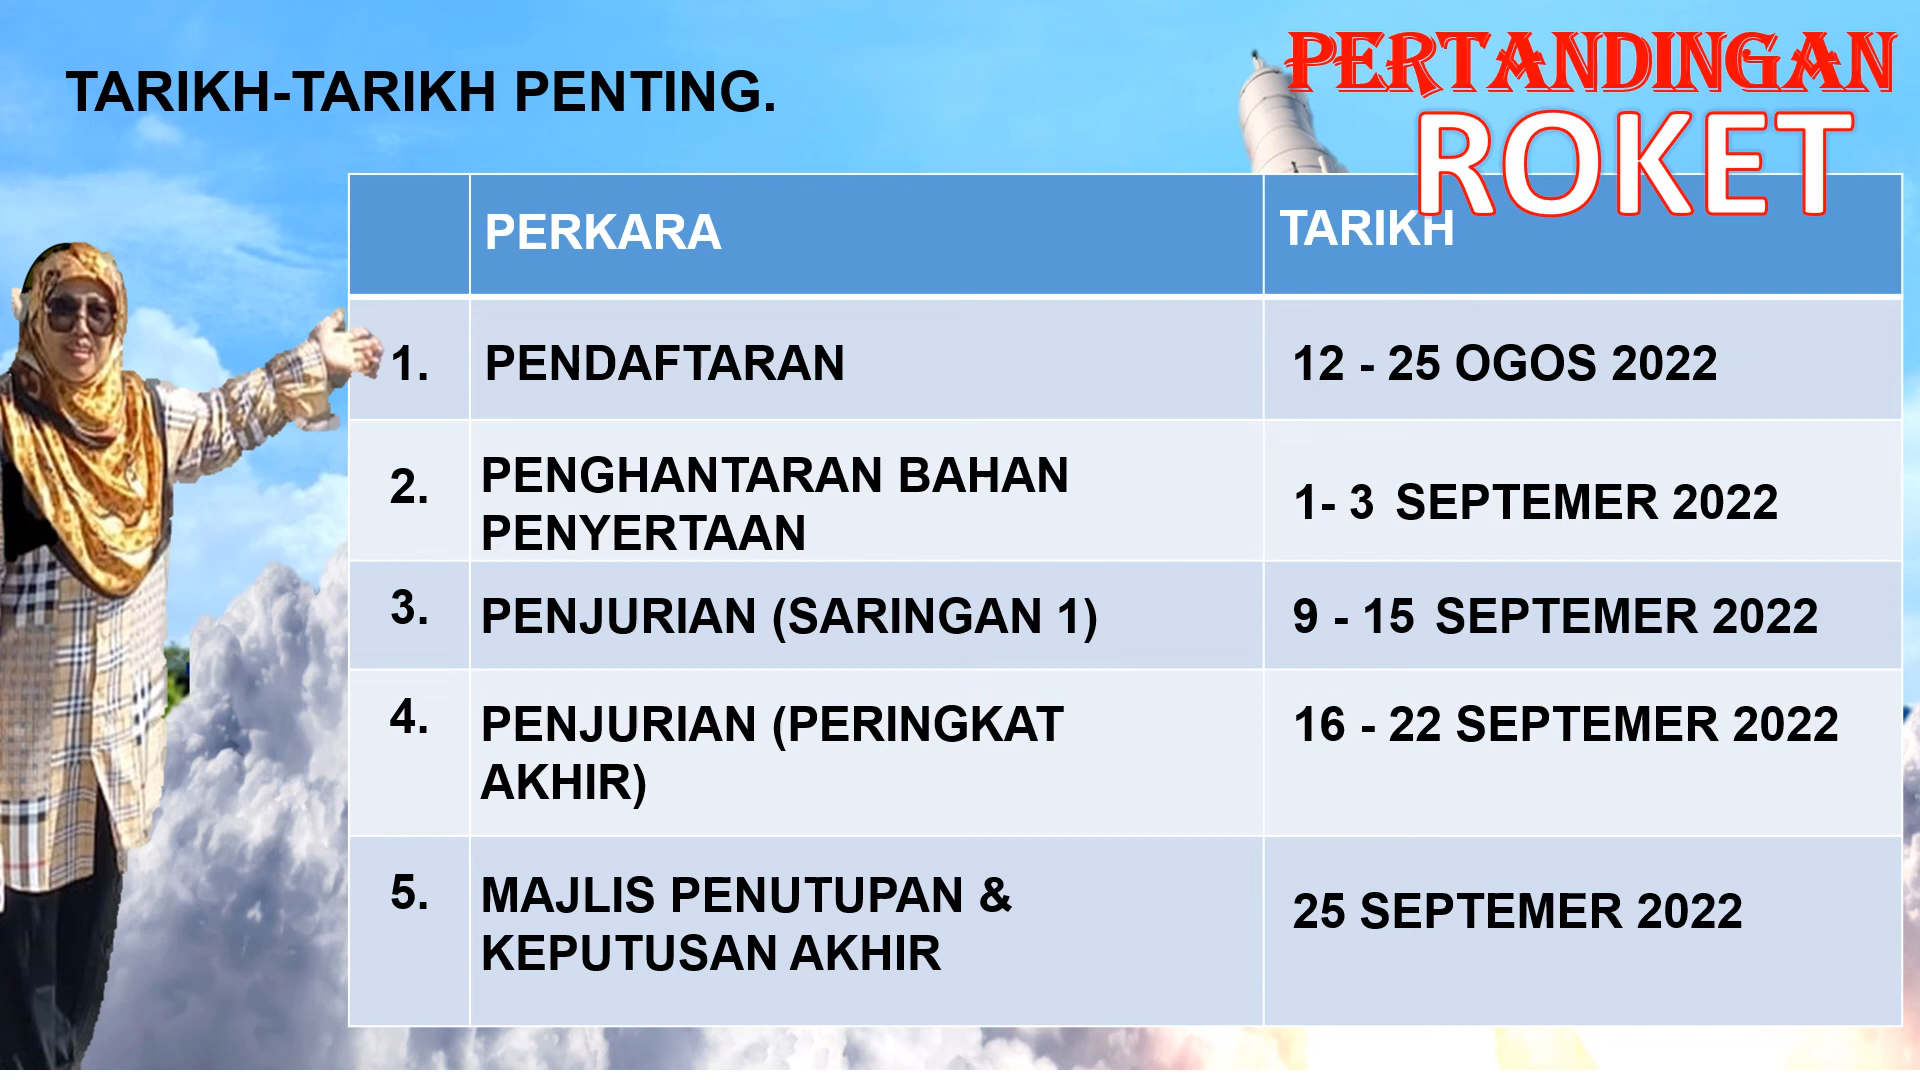 TARIKH-TARIKH PENTING.
PERTANDINGAN
ROKET
PERKARA TARIKH
1. PENDAFTARAN 12 - 25 OGOS 2022
2. PENGHANTARAN BAHAN
PENYERTAAN 1- 3 SEPTEMER 2022
3. PENJURIAN (SARINGAN 1) 9 - 15 SEPTEMER 2022
4. PENJURIAN (PERINGKAT 16 - 22 SEPTEMER 2022
AKHIR)
5. MAJLIS PENUTUPAN & 25 SEPTEMER 2022
KEPUTUSAN AKHIR